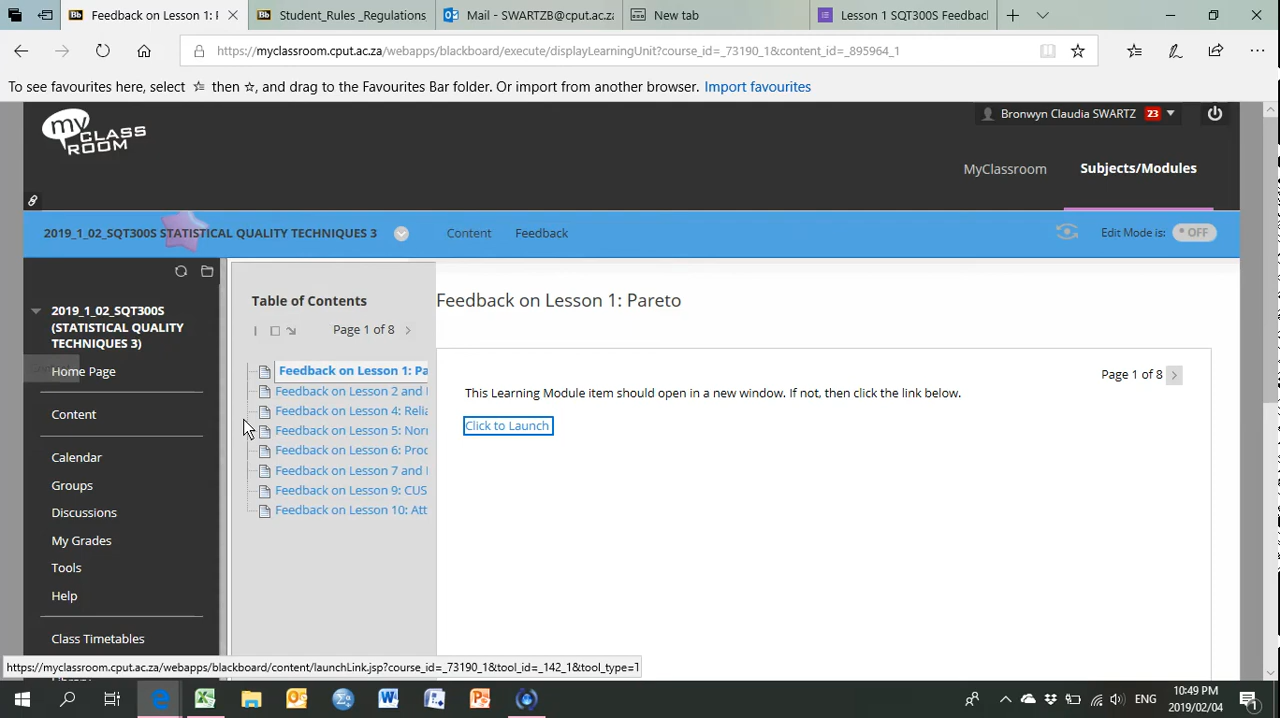 Feedback on Lesson 1: P
Student_Rules _Regulations
Mail - SWARTZB@cput.ac.za
New tab
Lesson 1 SQT300S Feedback
https://myclassroom.cput.ac.za/webapps/blackboard/execute/displayLearningUnit?course_id=_73190_1&content_id=_895964_1
To see favourites here, select then ☆, and drag to the Favourites Bar folder. Or import from another browser. Import favourites
my CLASS ROOM
Bronwyn Claudia SWARTZ 23
MyClassroom
Subjects/Modules
2019_1_02_SQT300S STATISTICAL QUALITY TECHNIQUES 3
Content
Feedback
Edit Mode is: OFF
2019_1_02_SQT300S (STATISTICAL QUALITY TECHNIQUES 3)
Home Page
Content
Calendar
Groups
Discussions
My Grades
Tools
Help
Class Timetables
Table of Contents
Page 1 of 8
Feedback on Lesson 1: Pa
Feedback on Lesson 2 and
Feedback on Lesson 4: Relia
Feedback on Lesson 5: Nor
Feedback on Lesson 6: Proc
Feedback on Lesson 7 and
Feedback on Lesson 9: CUS
Feedback on Lesson 10: Att
Feedback on Lesson 1: Pareto
Page 1 of 8
This Learning Module item should open in a new window. If not, then click the link below.
Click to Launch
https://myclassroom.cput.ac.za/webapps/blackboard/content/launchLink.jsp?course_id=_73190_1&tool_id=_142_1&tool_type=1
ENG
10:49 PM
2019/02/04